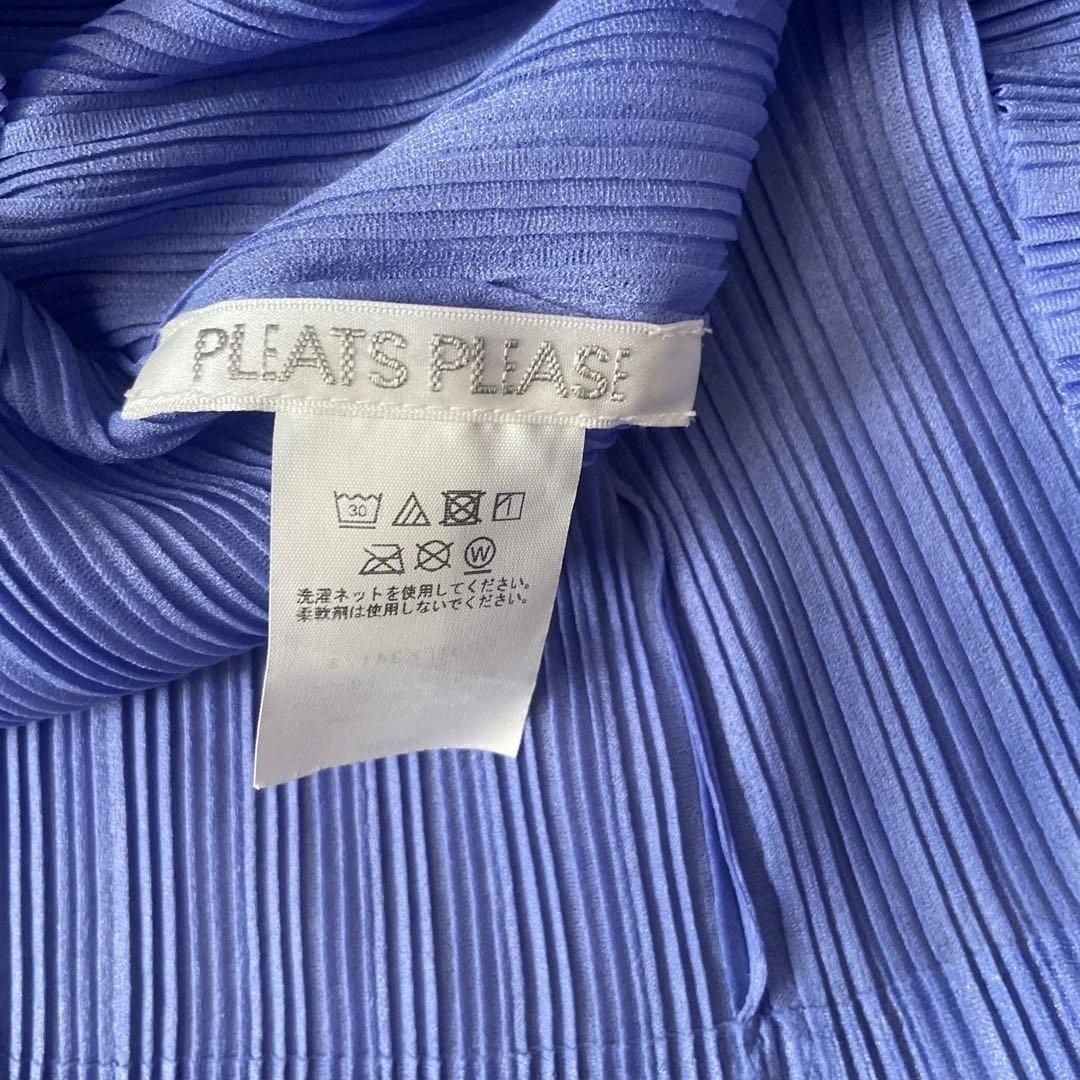 PLEATS PLEASE
30
W
洗濯ネットを使用してください。
柔軟剤は使用しないでください。